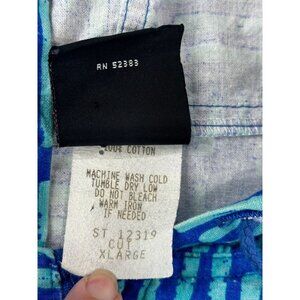 RN 52383
100% COTTON
MACHINE WASH COLD
TUMBLE DRY LOW
DO NOT BLEACH
WARM IRON
IF NEEDED
ST 12319
CUT
XLARGE